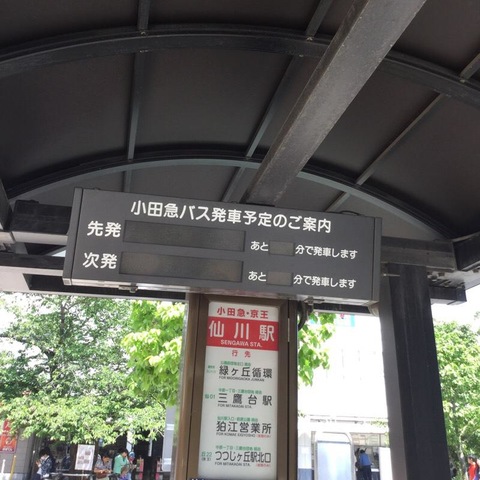 小田急バス発車予定のご案内
先発 あと 分で発車します
次発 あと 分で発車します
小田急・京王
仙川駅
SENGAWA STA.
行先
緑ヶ丘循環
三鷹台駅
FOR MITAKADAI STA.
狛江営業所
つつじヶ丘駅北口